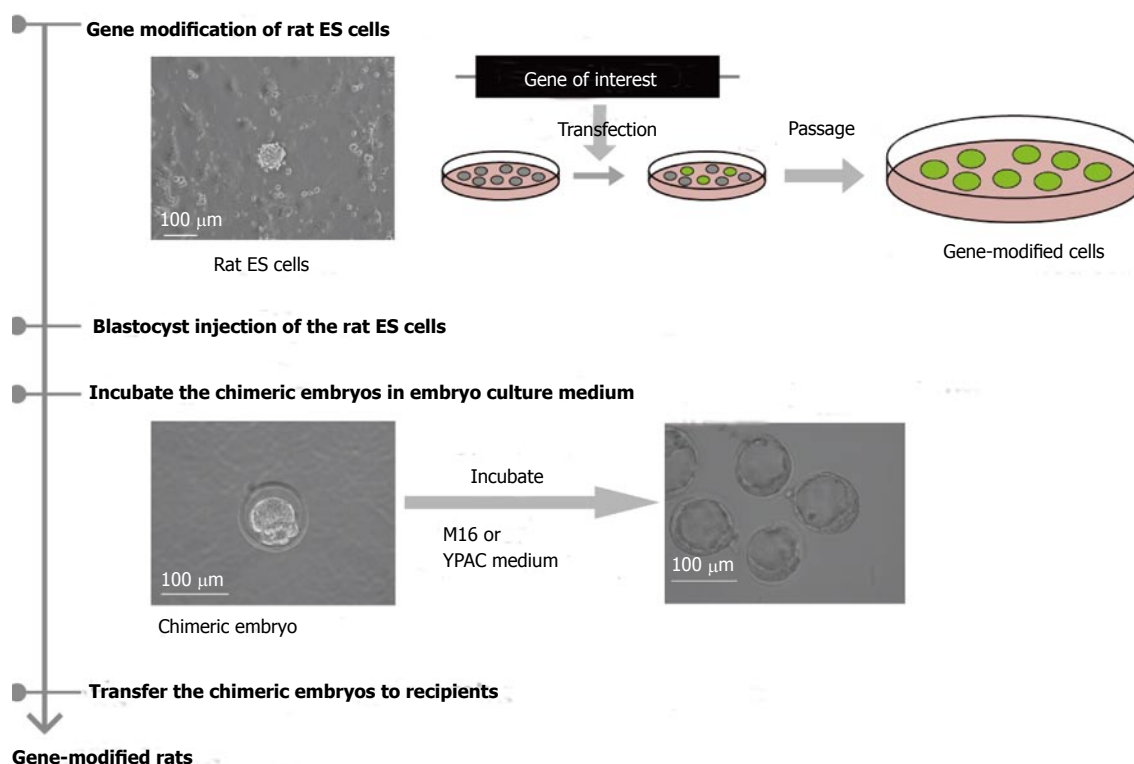 Gene modification of rat ES cells
Gene of interest
Transfection
Passage
100 μm
Rat ES cells
Gene-modified cells
Blastocyst injection of the rat ES cells
Incubate the chimeric embryos in embryo culture medium
Incubate
M16 or
YPAC medium
100 μm
100 μm
Chimeric embryo
Transfer the chimeric embryos to recipients
Gene-modified rats